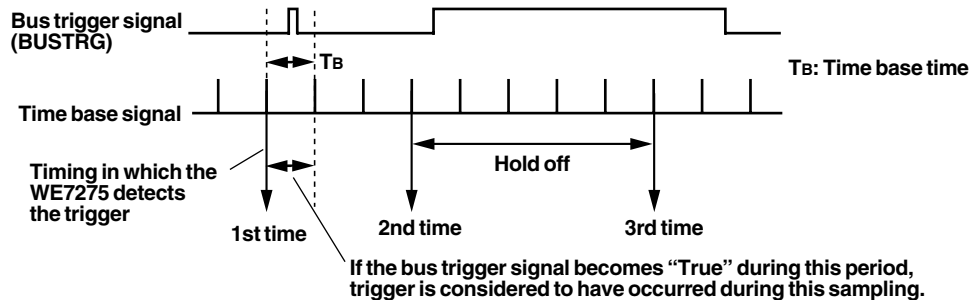 Bus trigger signal
(BUSTRG)
TB
TB: Time base time
Time base signal
Timing in which the
WE7275 detects
the trigger
Hold off
1st time
2nd time
3rd time
If the bus trigger signal becomes “True” during this period,
trigger is considered to have occurred during this sampling.